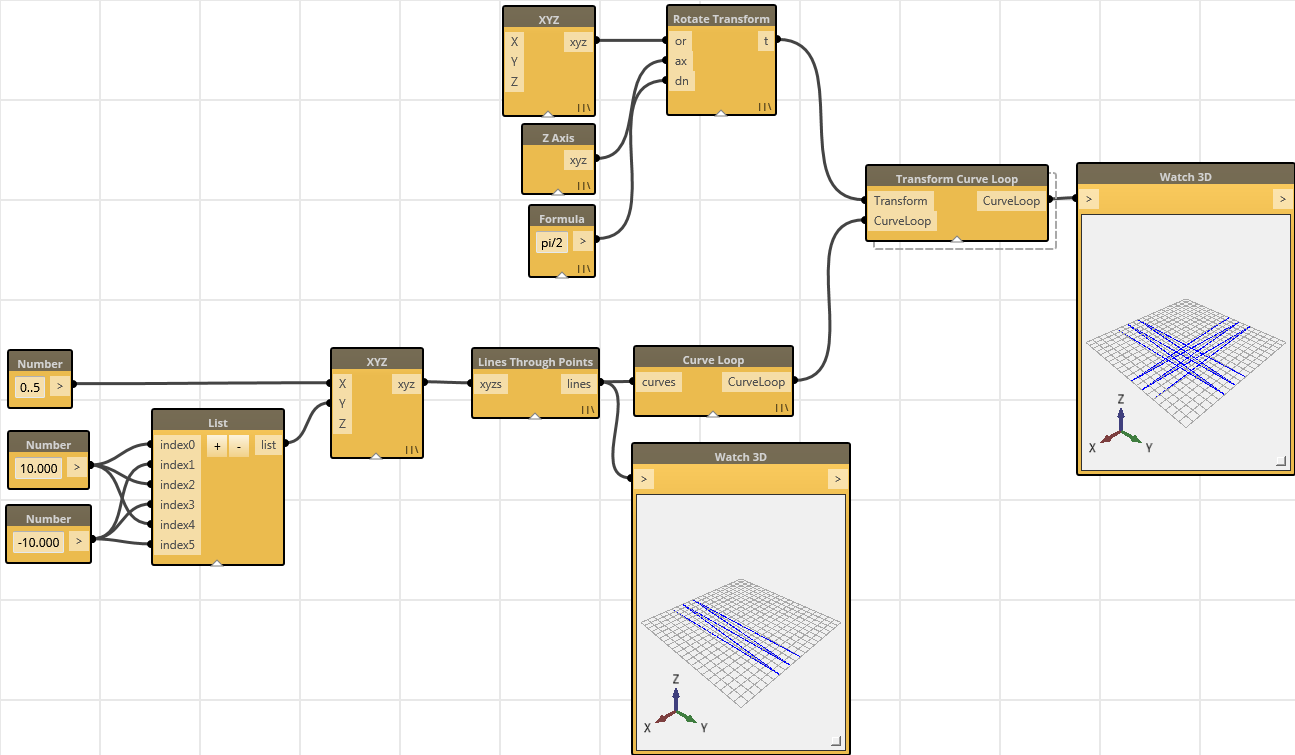 XYZ
X xyz
Y
Z
Rotate Transform
or t
ax
dn
Z Axis
xyz
Formula
pi/2 >
Transform Curve Loop
Transform CurveLoop
CurveLoop
Watch 3D
> >
Z
X Y
Number
0..5 >
Number
10.000 >
Number
-10.000 >
List
index0 + - list
index1
index2
index3
index4
index5
XYZ
X xyz
Y
Z
Lines Through Points
xyzs lines
Curve Loop
curves CurveLoop
Watch 3D
> >
Z
X Y